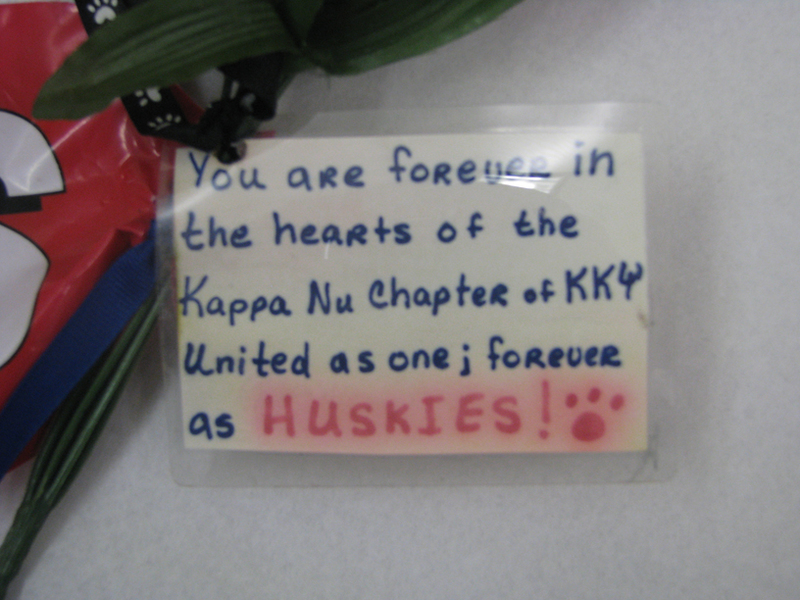 You are forever in
the hearts of the
Kappa Nu Chapter of KKΨ
United as one; forever
as HUSKIES!